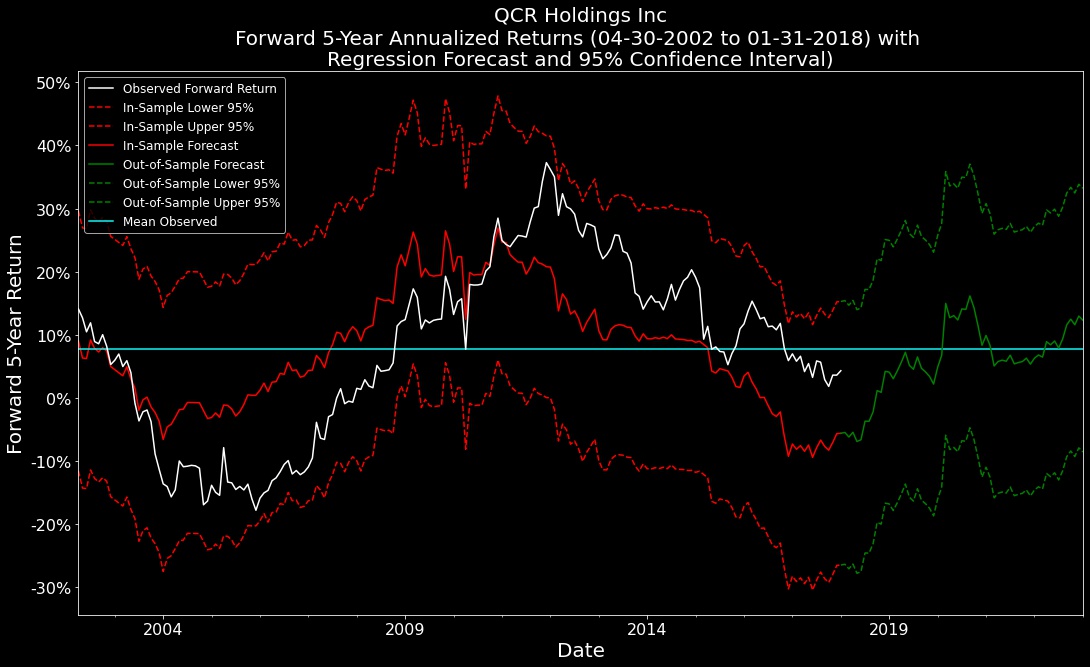 QCR Holdings Inc
Forward 5-Year Annualized Returns (04-30-2002 to 01-31-2018) with
Regression Forecast and 95% Confidence Interval)
50%
40%
30%
20%
10%
0%
-10%
-20%
-30%
Forward 5-Year Return
Observed Forward Return
In-Sample Lower 95%
In-Sample Upper 95%
In-Sample Forecast
Out-of-Sample Forecast
Out-of-Sample Lower 95%
Out-of-Sample Upper 95%
Mean Observed
2004
2009
2014
2019
Date